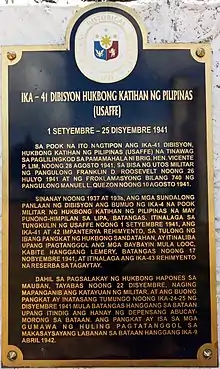 IKA – 41 DIBISYON HUKBONG KATIHAN NG PILIPINAS
(USAFFE)
1 SETYEMBRE – 25 DISYEMBRE 1941
SA POOK NA ITO NAGTIPON ANG IKA-41 DIBISYON,
HUKBONG KATIHAN NG PILIPINAS (USAFFE) NA TINAWAG
SA PAGLILINGKOD SA PAMAMAHALA NI BRIG. HEN. VICENTE
P. LIM, NOONG 28 AGOSTO 1941, SA BISA NG UTOS MILITAR
NG PANGULONG FRANKLIN D. ROOSEVELT NOONG 26
HULYO 1941 AT NG PROKLAMASYONG BILANG 740 NG
PANGULONG MANUEL L. QUEZON NOONG 10 AGOSTO 1941.
SINANAY NOONG 1937 AT 1938, ANG MGA SUNDALONG
PANLAAN NG DIBISYON ANG BUMUO NG IKA-4 NA POOK
MILITAR NG HUKBONG KATIHAN NG PILIPINAS NA MAY
PUNONG-HIMPILAN SA LIPA, BATANGAS. ITINALAGA SA
TUNGKULIN SA NGUFE NOONG 1 SETYEMBRE 1941, ANG
IKA-41 AT 42 IMPANTERYA REHIMYENTO, SA TULONG NG
IBANG PANGKAT NG HUKBONG SANDATAHAN, AY ITINALIBA
UPANG IPAGTANGGOL ANG MGA BAYBAYIN MULA LOOC,
KABITE HANGGANG LEMERY BATANGAS NOONG 17
NOBYEMBRE 1941, AT ITINALAGA ANG IKA-43 REHIMYENTO
NA RESERBA SA TAGAYTAY.
DAHIL SA PAGSALAKAY NG HUKBONG HAPONES SA
MAUBAN, TAYABAS NOONG 22 DISYEMBRE, NAGING
MAPANGANIB ANG KATAYUAN NG MILITAR, AT ANG BUONG
PANGKAT AY INATASANG TUMUNGO NOONG IKA-24-25 NG
DISYEMBRE 1941 MULA BATANGAS HANGGANG SA BATAAN
UPANG ITINDIG ANG HANAY NG DEPENSANG ABUCAY-
MORONG SA BATAAN, ANG PANGKAT AY ISA SA MGA
GUMAWA NG HULING PAGTATANGGOL SA
MAKASAYSAYANG LABANAN SA BATAAN HANGGANG IKA-9
ABRIL 1942.